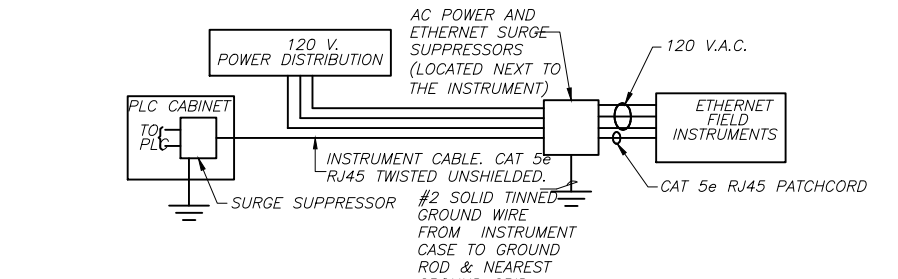 AC POWER AND
ETHERNET SURGE
SUPPRESSORS
(LOCATED NEXT TO
THE INSTRUMENT)
120 V.
POWER DISTRIBUTION
120 V.A.C.
PLC CABINET
TO
PLC
ETHERNET
FIELD
INSTRUMENTS
INSTRUMENT CABLE. CAT 5e
RJ45 TWISTED UNSHIELDED.
CAT 5e RJ45 PATCHCORD
SURGE SUPPRESSOR
#2 SOLID TINNED
GROUND WIRE
FROM INSTRUMENT
CASE TO GROUND
ROD & NEAREST